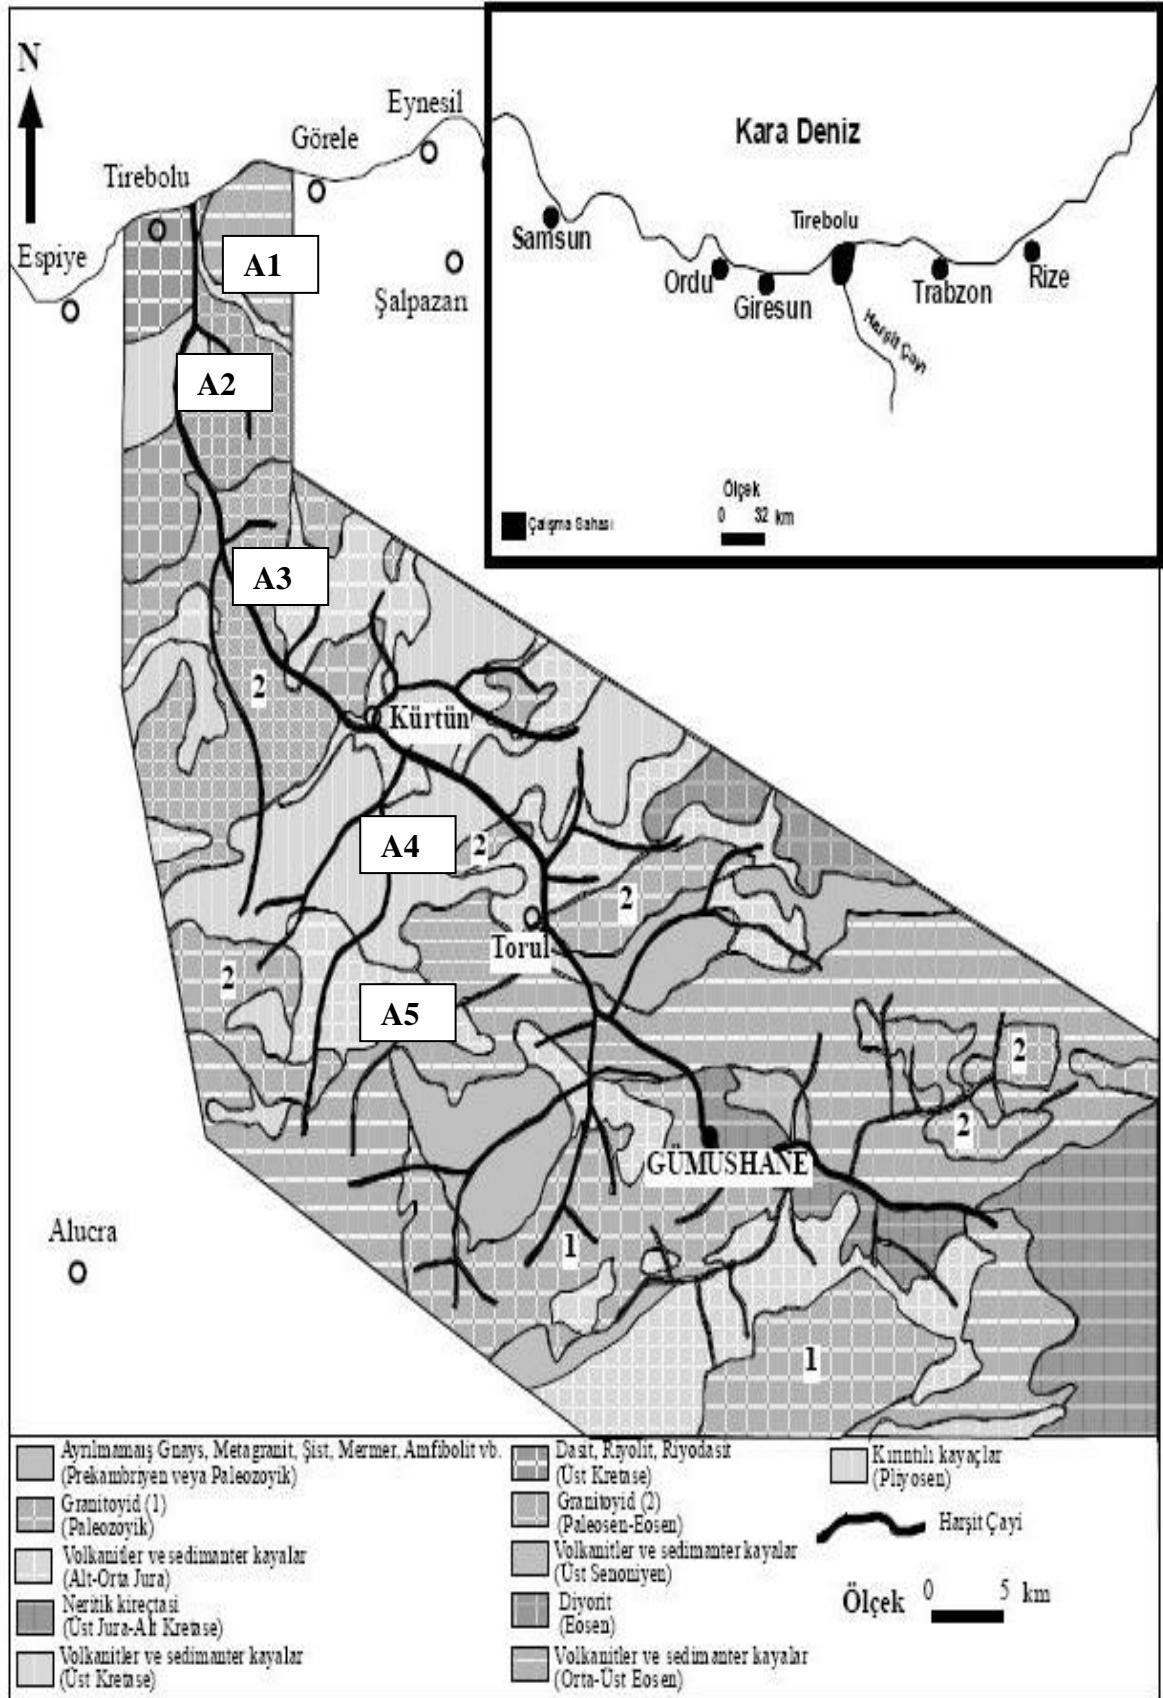 N
Eynesil
Görele
Tirebolu
Espiye
Şalpazarı
A1
A2
A3
Kara Deniz
Samsun
Ordu
Giresun
Tirebolu
Trabzon
Rize
Harşit Çayı
Ölçek
0 32 km
Çalışma Sahası
2
Kürtün
A4
2
2
Torul
2
A5
2
2
GÜMUSHANE
1
1
Alucra
Ayrılmamaış Gnays, Metagranit, Şist, Mermer, Amfibolit vb.
(Prekambriyen veya Paleozoyik)
Granitoyid (1)
(Paleozoyik)
Volkanitler ve sedimanter kayalar
(Alt-Orta Jura)
Neritik kireçtasi
(Üst Jura-Alt Kretase)
Volkanitler ve sedimanter kayalar
(Üst Kretase)
Dasit, Riyolit, Riyodasit
(Üst Kretase)
Granitoyid (2)
(Paleosen-Eosen)
Volkanitler ve sedimanter kayalar
(Üst Senoniyen)
Diyorit
(Eosen)
Volkanitler ve sedimanter kayalar
(Orta-Üst Eosen)
Kırıntılı kayaçlar
(Pliyosen)
Harşit Çayi
Ölçek 0 5 km